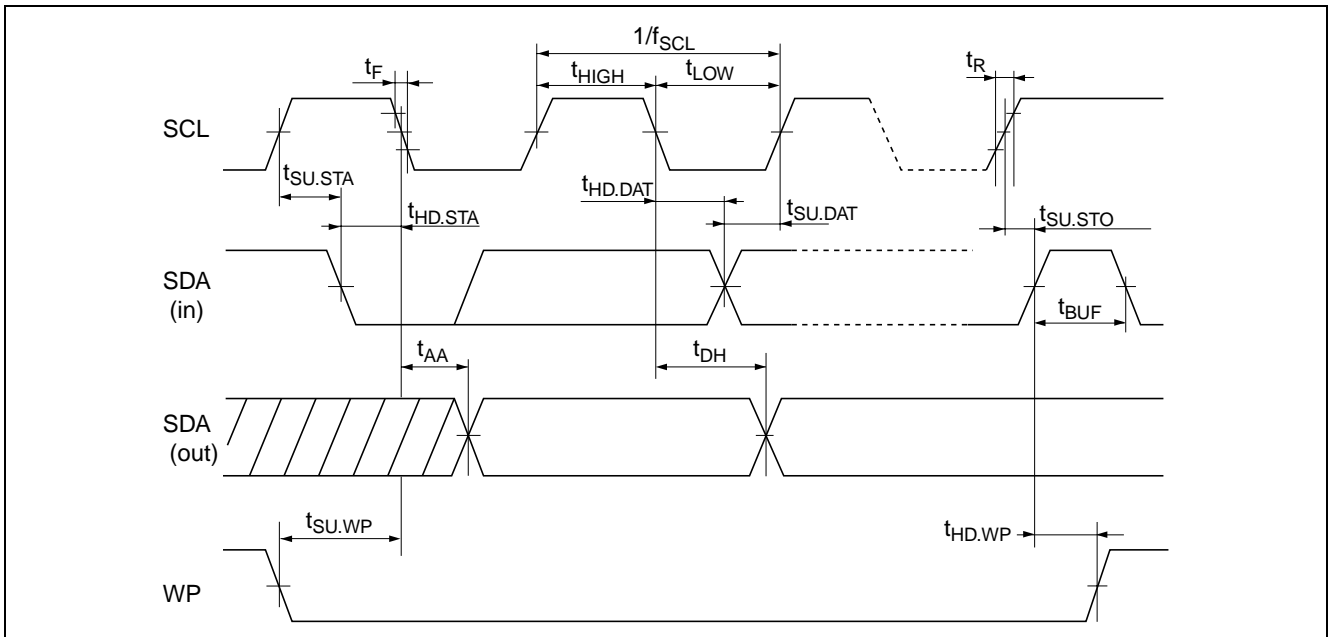 1/fSCL
tF
tHIGH
tLOW
tR
SCL
tSU.STA
tHD.STA
tHD.DAT
tSU.DAT
tSU.STO
SDA
(in)
tBUF
tAA
tDH
SDA
(out)
tSU.WP
tHD.WP
WP